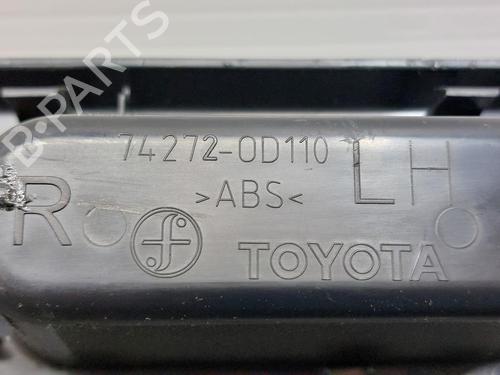 B-PARTS
74272-0D110
>ABS<
R LH
f TOYOTA